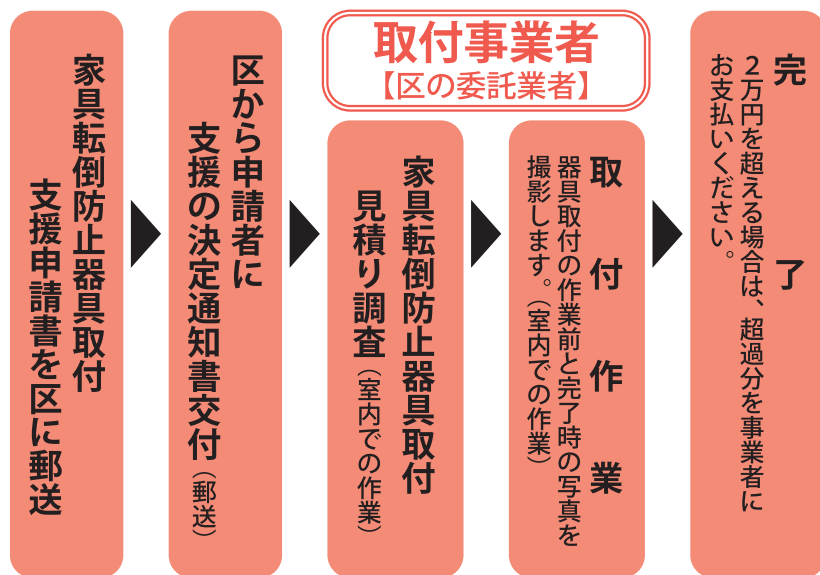 家具転倒防止器具取付
支援申請書を区に郵送
区から申請者に
支援の決定通知書交付（郵送）
取付事業者
【区の委託業者】
家具転倒防止器具取付
見積り調査（室内での作業）
取付作業
器具取付の作業前と完了時の写真を
撮影します。（室内での作業）
完了
２万円を超える場合は、超過分を事業者に
お支払いください。